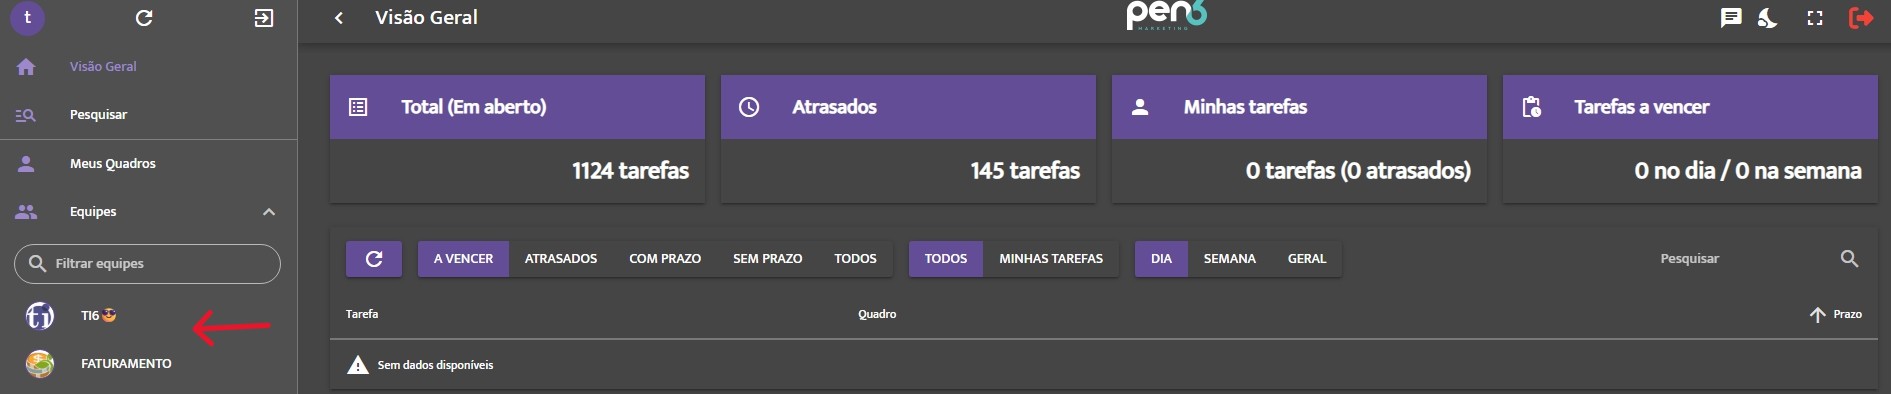 t
Visão Geral
pen6
MARKETING
Visão Geral
Pesquisar
Meus Quadros
Equipes
Filtrar equipes
ti
TI6😎
FATURAMENTO
Total (Em aberto)
1124 tarefas
Atrasados
145 tarefas
Minhas tarefas
0 tarefas (0 atrasados)
Tarefas a vencer
0 no dia / 0 na semana
A VENCER ATRASADOS COM PRAZO SEM PRAZO TODOS
TODOS MINHAS TAREFAS
DIA SEMANA GERAL
Pesquisar
Tarefa Quadro Prazo
Sem dados disponíveis